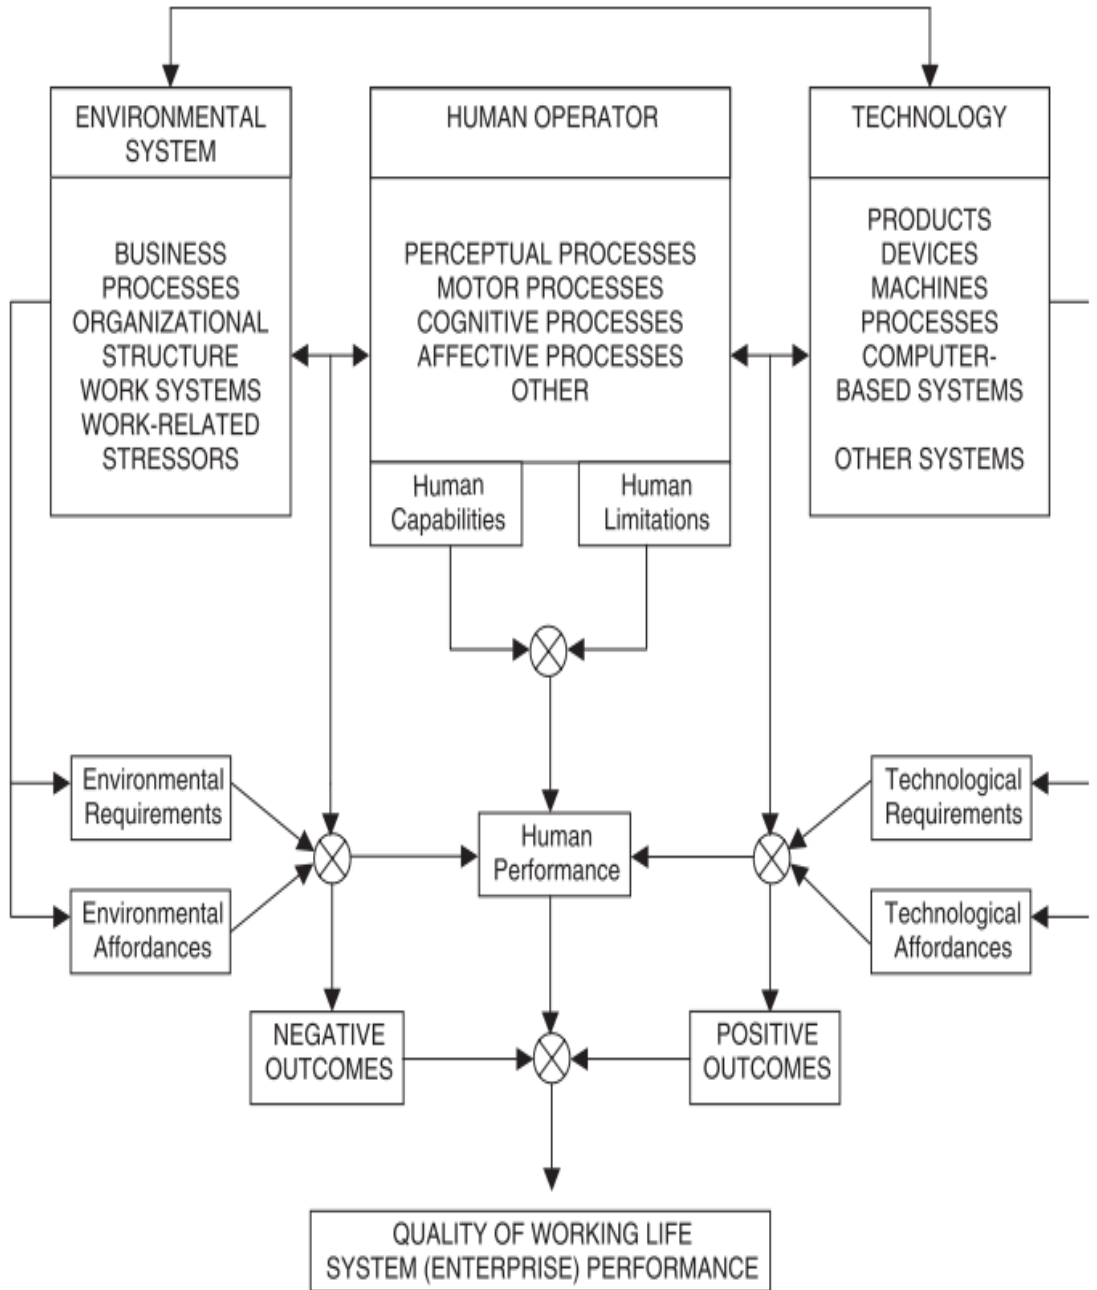 ENVIRONMENTAL
SYSTEM
BUSINESS
PROCESSES
ORGANIZATIONAL
STRUCTURE
WORK SYSTEMS
WORK-RELATED
STRESSORS
HUMAN OPERATOR
PERCEPTUAL PROCESSES
MOTOR PROCESSES
COGNITIVE PROCESSES
AFFECTIVE PROCESSES
OTHER
Human
Capabilities
Human
Limitations
TECHNOLOGY
PRODUCTS
DEVICES
MACHINES
PROCESSES
COMPUTER-
BASED SYSTEMS
OTHER SYSTEMS
Environmental
Requirements
Environmental
Affordances
Human
Performance
Technological
Requirements
Technological
Affordances
NEGATIVE
OUTCOMES
POSITIVE
OUTCOMES
QUALITY OF WORKING LIFE
SYSTEM (ENTERPRISE) PERFORMANCE